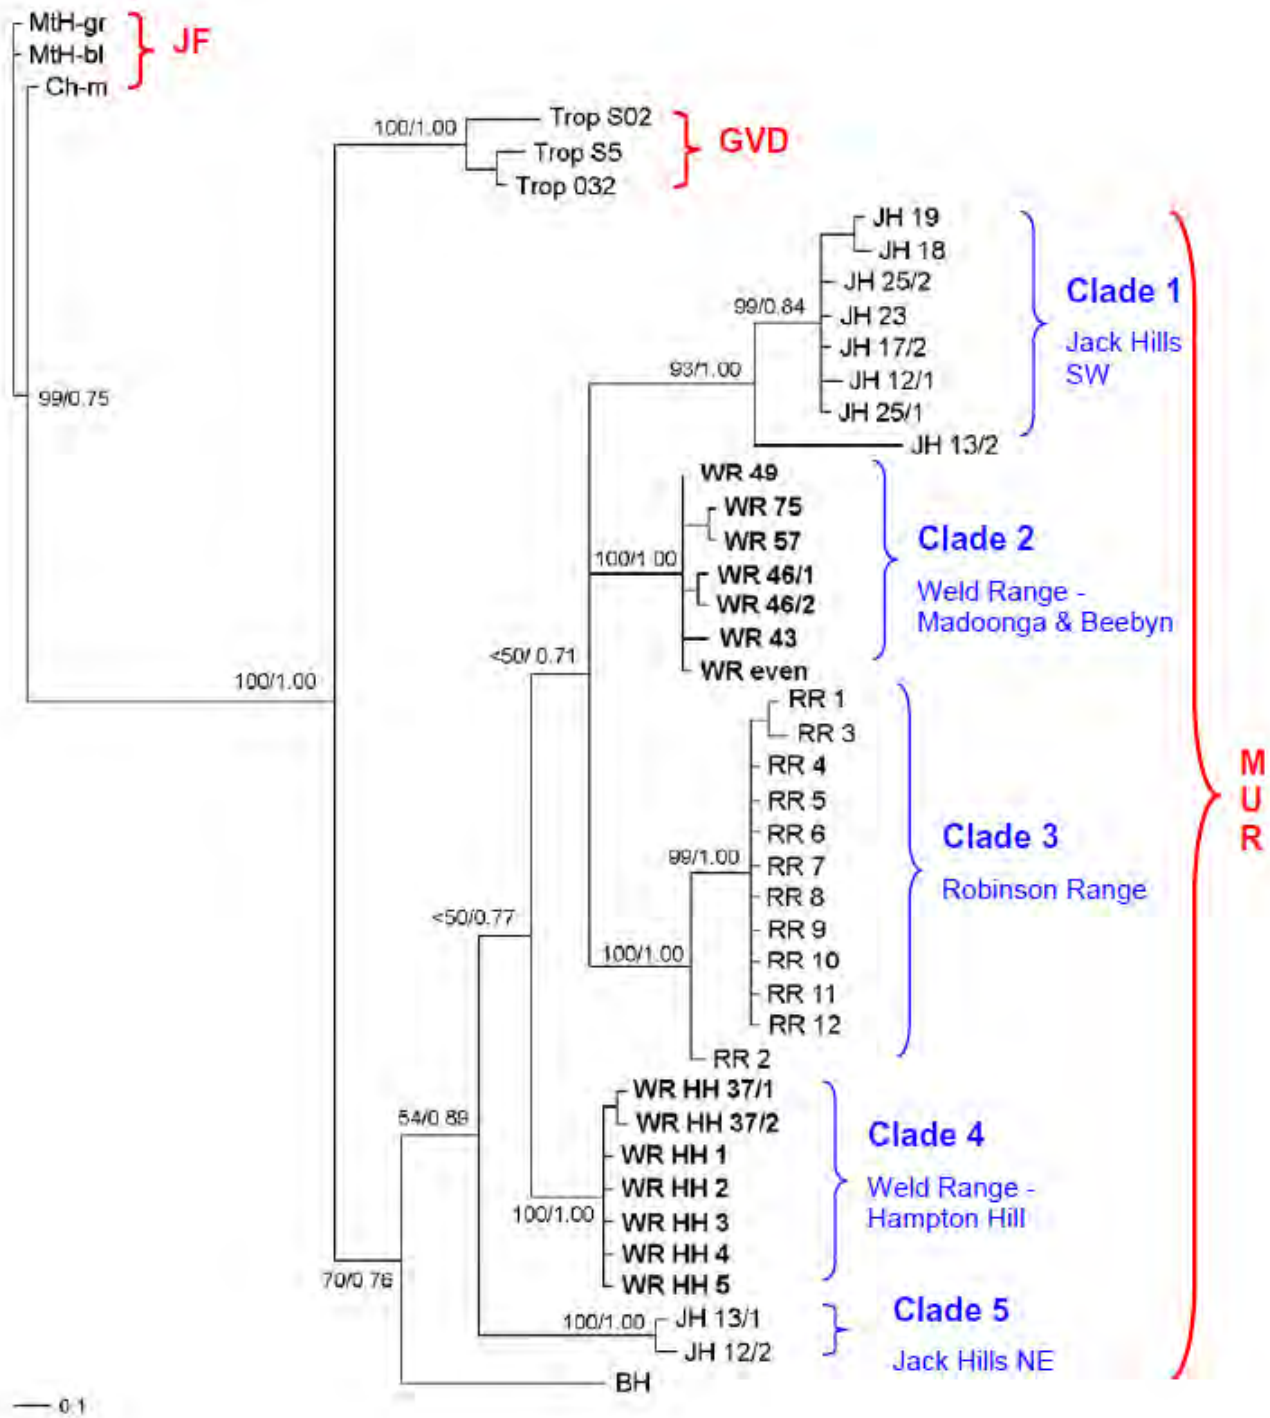 MtH-gr
MtH-bl
JF
Ch-m
Trop S02
100/1.00
GVD
Trop S5
Trop 032
JH 19
JH 18
JH 25/2
Clade 1
99/0.84
JH 23
Jack Hills
SW
JH 17/2
93/1.00
JH 12/1
99/0.75
JH 25/1
JH 13/2
WR 49
WR 75
WR 57
Clade 2
100/1.00
WR 46/1
Weld Range -
Madoonga & Beebyn
WR 46/2
WR 43
<50/ 0.71
WR even
100/1.00
RR 1
RR 3
RR 4
M
U
R
RR 5
RR 6
Clade 3
99/1.00
RR 7
RR 8
Robinson Range
<50/0.77
RR 9
100/1.00
RR 10
RR 11
RR 12
RR 2
WR HH 37/1
54/0.89
WR HH 37/2
Clade 4
WR HH 1
WR HH 2
Weld Range -
Hampton Hill
100/1.00
WR HH 3
WR HH 4
70/0.76
WR HH 5
Clade 5
100/1.00
JH 13/1
JH 12/2
Jack Hills NE
BH
0.1